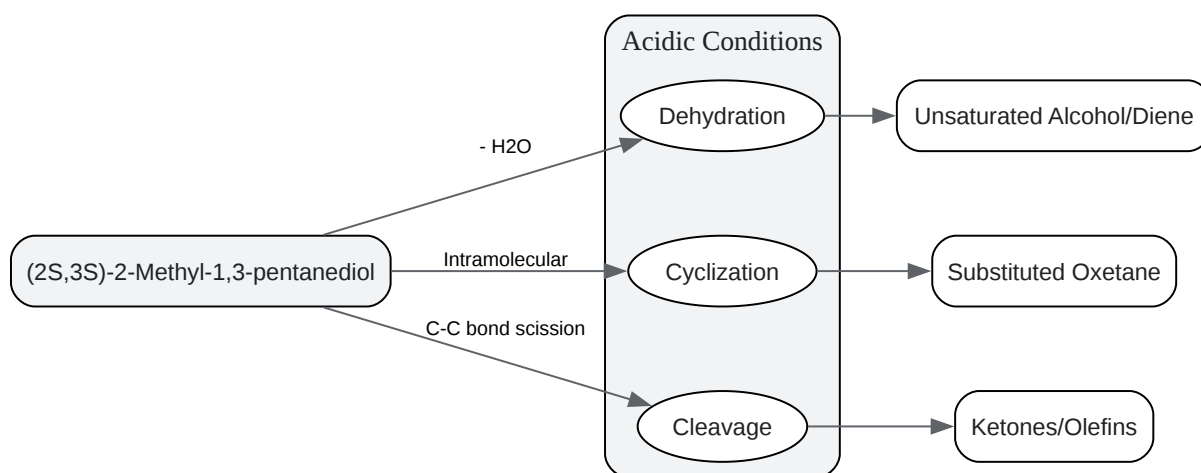 Acidic Conditions
Dehydration
Unsaturated Alcohol/Diene
- H2O
(2S,3S)-2-Methyl-1,3-pentanediol
Intramolecular
Cyclization
Substituted Oxetane
C-C bond scission
Cleavage
Ketones/Olefins